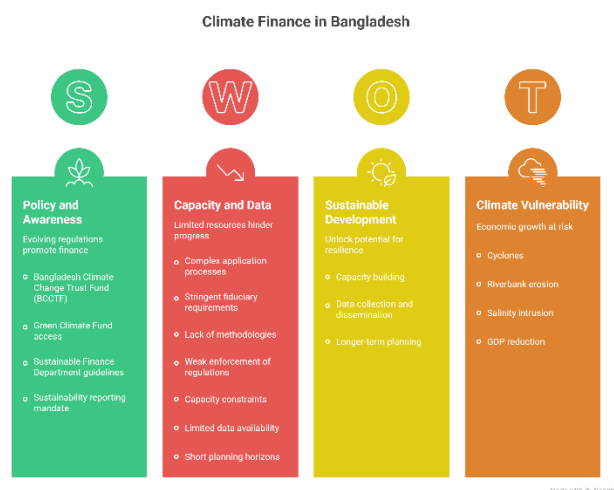 Climate Finance in Bangladesh
S
W
O
T
Policy and
Awareness
Evolving regulations
promote finance
Bangladesh Climate
Change Trust Fund
(BCCTF)
Green Climate Fund
access
Sustainable Finance
Department guidelines
Sustainability reporting
mandate
Capacity and Data
Limited resources hinder
progress
Complex application
processes
Stringent fiduciary
requirements
Lack of methodologies
Weak enforcement of
regulations
Capacity constraints
Limited data availability
Short planning horizons
Sustainable
Development
Unlock potential for
resilience
Capacity building
Data collection and
dissemination
Longer-term planning
Climate Vulnerability
Economic growth at risk
Cyclones
Riverbank erosion
Salinity intrusion
GDP reduction